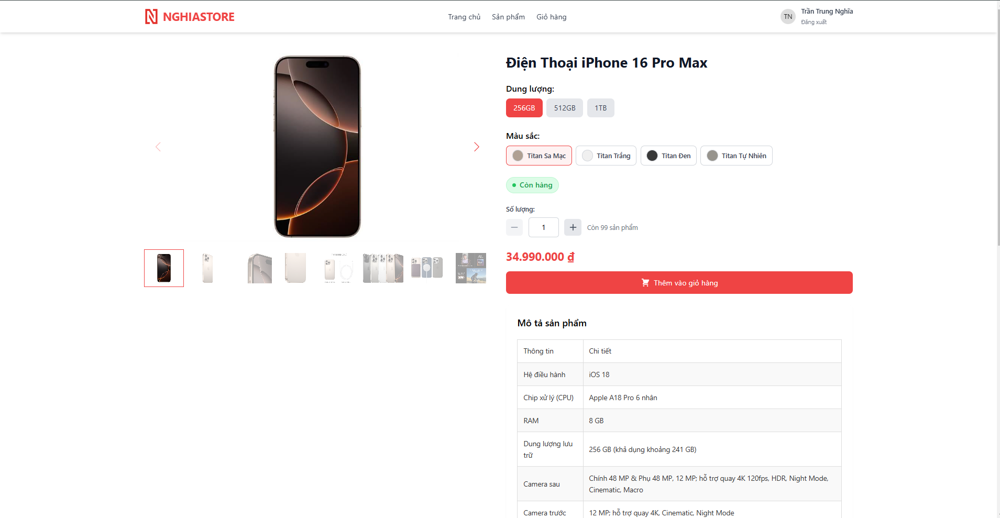 NGHIASTORE
Trang chủ
Sản phẩm
Giỏ hàng
TN
Trần Trung Nghĩa
Đăng xuất
Điện Thoại iPhone 16 Pro Max
Dung lượng:
256GB
512GB
1TB
Màu sắc:
Titan Sa Mạc
Titan Trắng
Titan Đen
Titan Tự Nhiên
Còn hàng
Số lượng:
1
Còn 99 sản phẩm
34.990.000 ₫
Thêm vào giỏ hàng
Mô tả sản phẩm
Thông tin
Chi tiết
Hệ điều hành
iOS 18
Chip xử lý (CPU)
Apple A18 Pro 6 nhân
RAM
8 GB
Dung lượng lưu
trữ
256 GB (khả dụng khoảng 241 GB)
Camera sau
Chính 48 MP & Phụ 48 MP, 12 MP; hỗ trợ quay 4K 120fps, HDR, Night Mode,
Cinematic, Macro
Camera trước
12 MP; hỗ trợ quay 4K, Cinematic, Night Mode